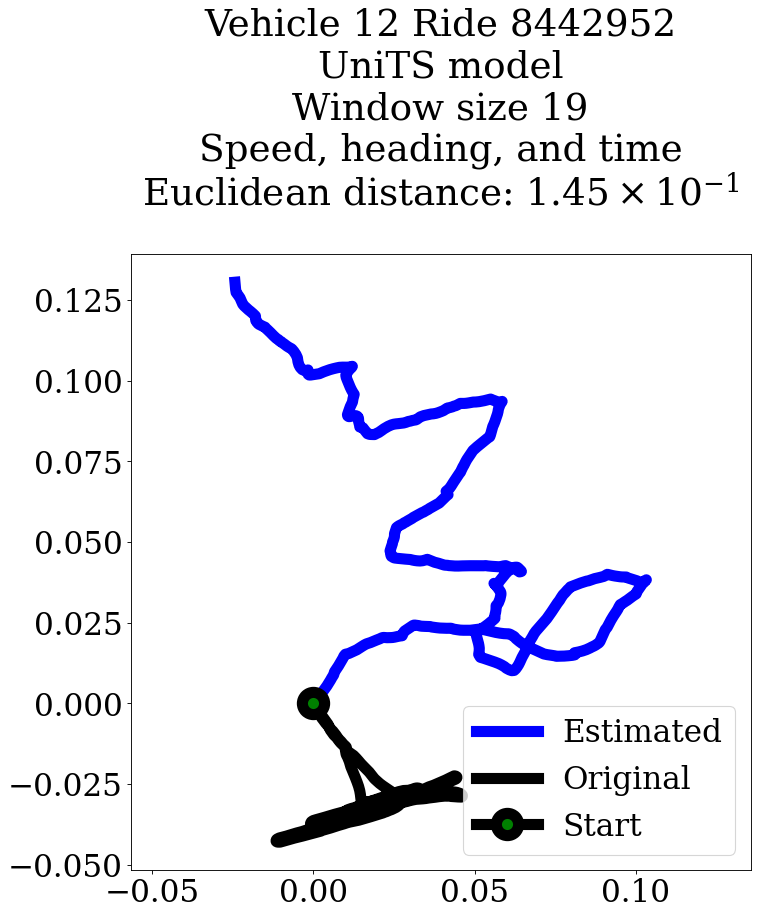 Vehicle 12 Ride 8442952
UniTS model
Window size 19
Speed, heading, and time
Euclidean distance: 1.45 × 10⁻¹
0.125
0.100
0.075
0.050
0.025
0.000
−0.025
−0.050
−0.05
0.00
0.05
0.10
Estimated
Original
Start